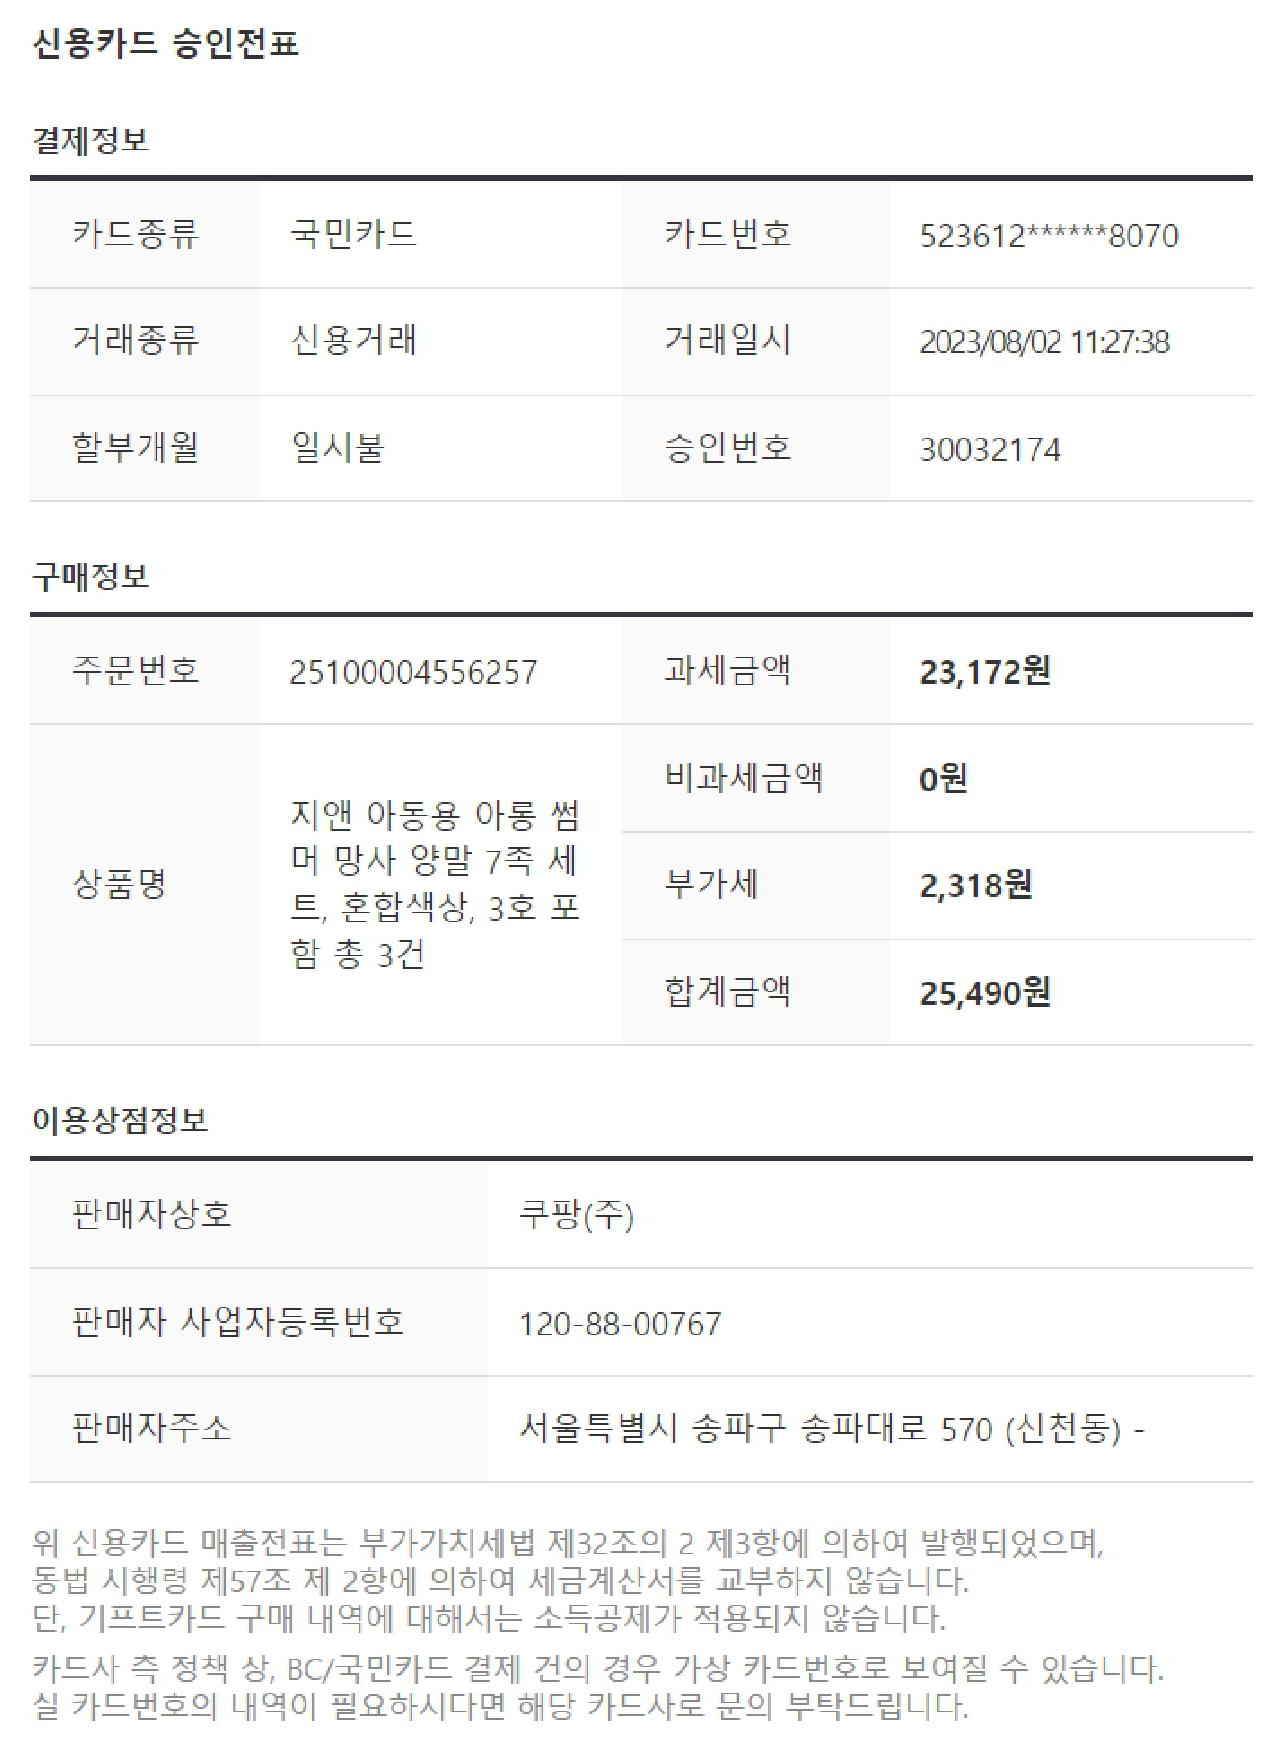 신용카드 승인전표
결제정보
카드종류 국민카드 카드번호 523612******8070
거래종류 신용거래 거래일시 2023/08/02 11:27:38
할부개월 일시불 승인번호 30032174
구매정보
주문번호 25100004556257 과세금액 23,172원
상품명
지앤 아동용 아롱 썸
머 망사 양말 7족 세
트, 혼합색상, 3호 포
함 총 3건
비과세금액 0원
부가세 2,318원
합계금액 25,490원
이용상점정보
판매자상호 쿠팡(주)
판매자 사업자등록번호 120-88-00767
판매자주소 서울특별시 송파구 송파대로 570 (신천동) -
위 신용카드 매출전표는 부가가치세법 제32조의 2 제3항에 의하여 발행되었으며,
동법 시행령 제57조 제 2항에 의하여 세금계산서를 교부하지 않습니다.
단, 기프트카드 구매 내역에 대해서는 소득공제가 적용되지 않습니다.
카드사 측 정책 상, BC/국민카드 결제 건의 경우 가상 카드번호로 보여질 수 있습니다.
실 카드번호의 내역이 필요하시다면 해당 카드사로 문의 부탁드립니다.